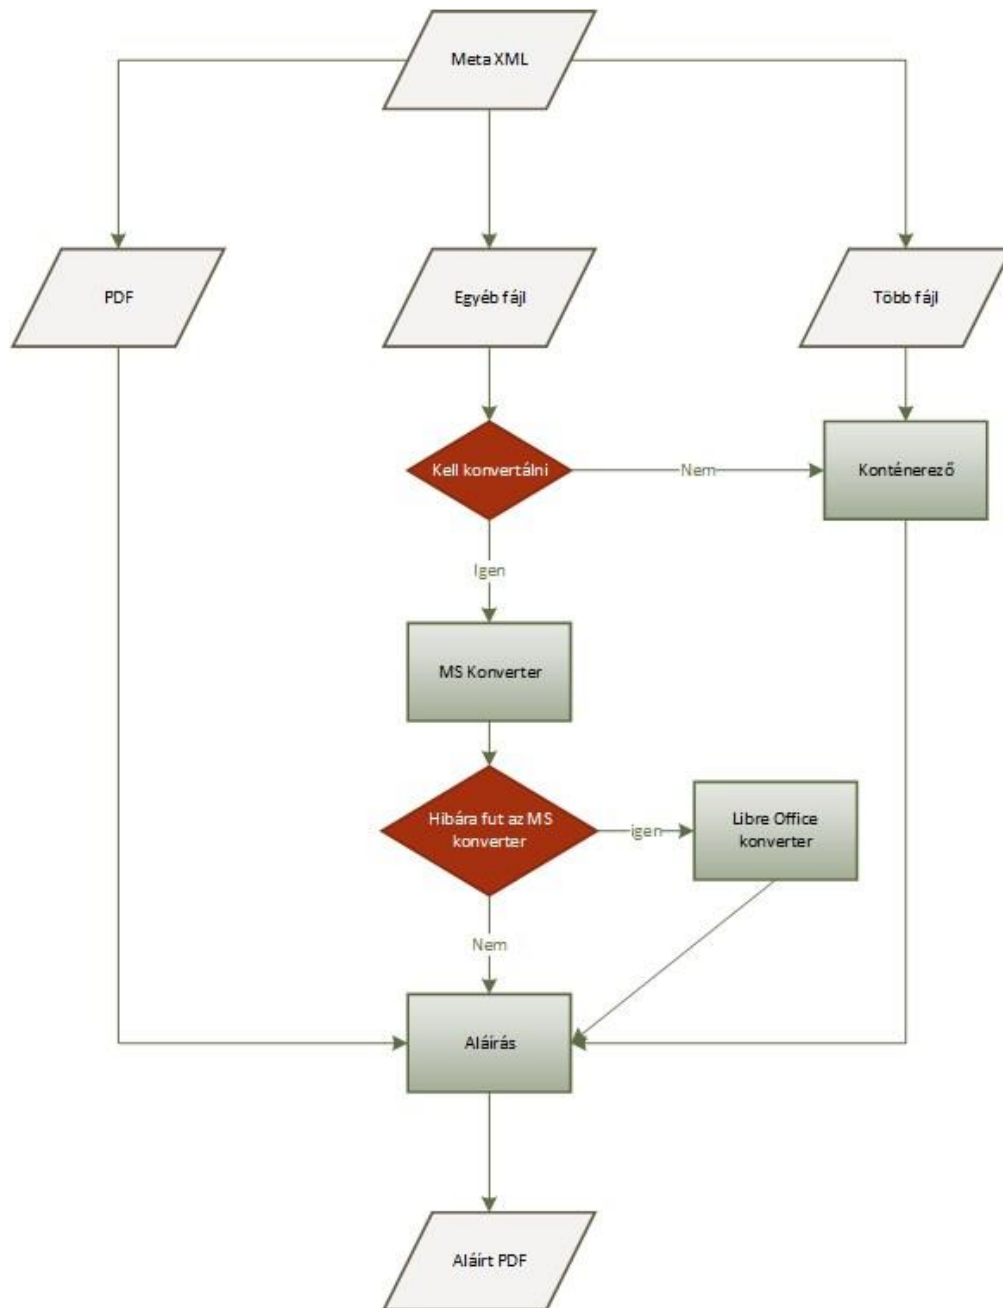 Meta XML
PDF
Egyéb fájl
Több fájl
Kell konvertálni
Nem
Konténerező
Igen
MS Konverter
Hibára fut az MS
konverter
igen
Libre Office
konverter
Nem
Aláírás
Aláírt PDF